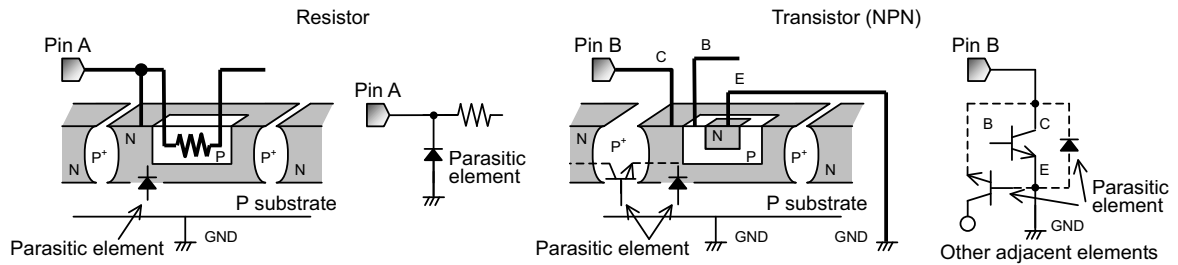 Resistor
Transistor (NPN)
Pin A
Pin A
N
N
P+
P
P+
N
Parasitic
element
P substrate
GND
Parasitic element
Pin B
C
B
E
N
P+
N
P
P+
N
P substrate
GND
GND
Parasitic element
Pin B
B
C
E
Parasitic
element
GND
Other adjacent elements